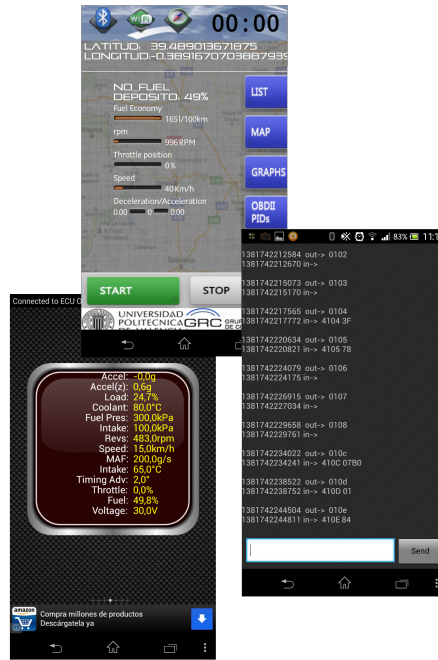 00:00
LATITUD: 39.489013671875
LONGITUD:-0.3891670703887939
NO_FUEL
DEPOSITO: 49%
Fuel Economy
165l/100km
rpm
996RPM
Throttle position
0%
Speed
40Km/h
Deceleration/Acceleration
0.00 0 0.00
LIST
MAP
GRAPHS
OBDII
PIDs
START
STOP
UNIVERSIDAD
POLITECNICA
DE VALENCIA
GRC
83% 11:1
1381742212584 out-> 0102
1381742212670 in->
1381742215073 out-> 0103
1381742215170 in->
1381742217565 out-> 0104
1381742217772 in-> 4104 3F
1381742220634 out-> 0105
1381742220821 in-> 4105 78
1381742224079 out-> 0106
1381742224175 in->
1381742226915 out-> 0107
1381742227034 in->
1381742229658 out-> 0108
1381742229761 in->
1381742234022 out-> 010c
1381742234241 in-> 410C 07B0
1381742238522 out-> 010d
1381742238752 in-> 410D 01
1381742244504 out-> 010e
1381742244811 in-> 410E 84
Send
Connected to ECU O
Accel: -0,0g
Accel(z): 0,6g
Load: 24,7%
Coolant: 80,0°C
Fuel Pres: 300,0kPa
Intake: 100,0kPa
Revs: 483,0rpm
Speed: 15,0km/h
MAF: 200,0g/s
Intake: 65,0°C
Timing Adv: 2,0°
Throttle: 0,0%
Fuel: 49,8%
Voltage: 30,0V
amazon
Compra millones de productos
Descárgatela ya